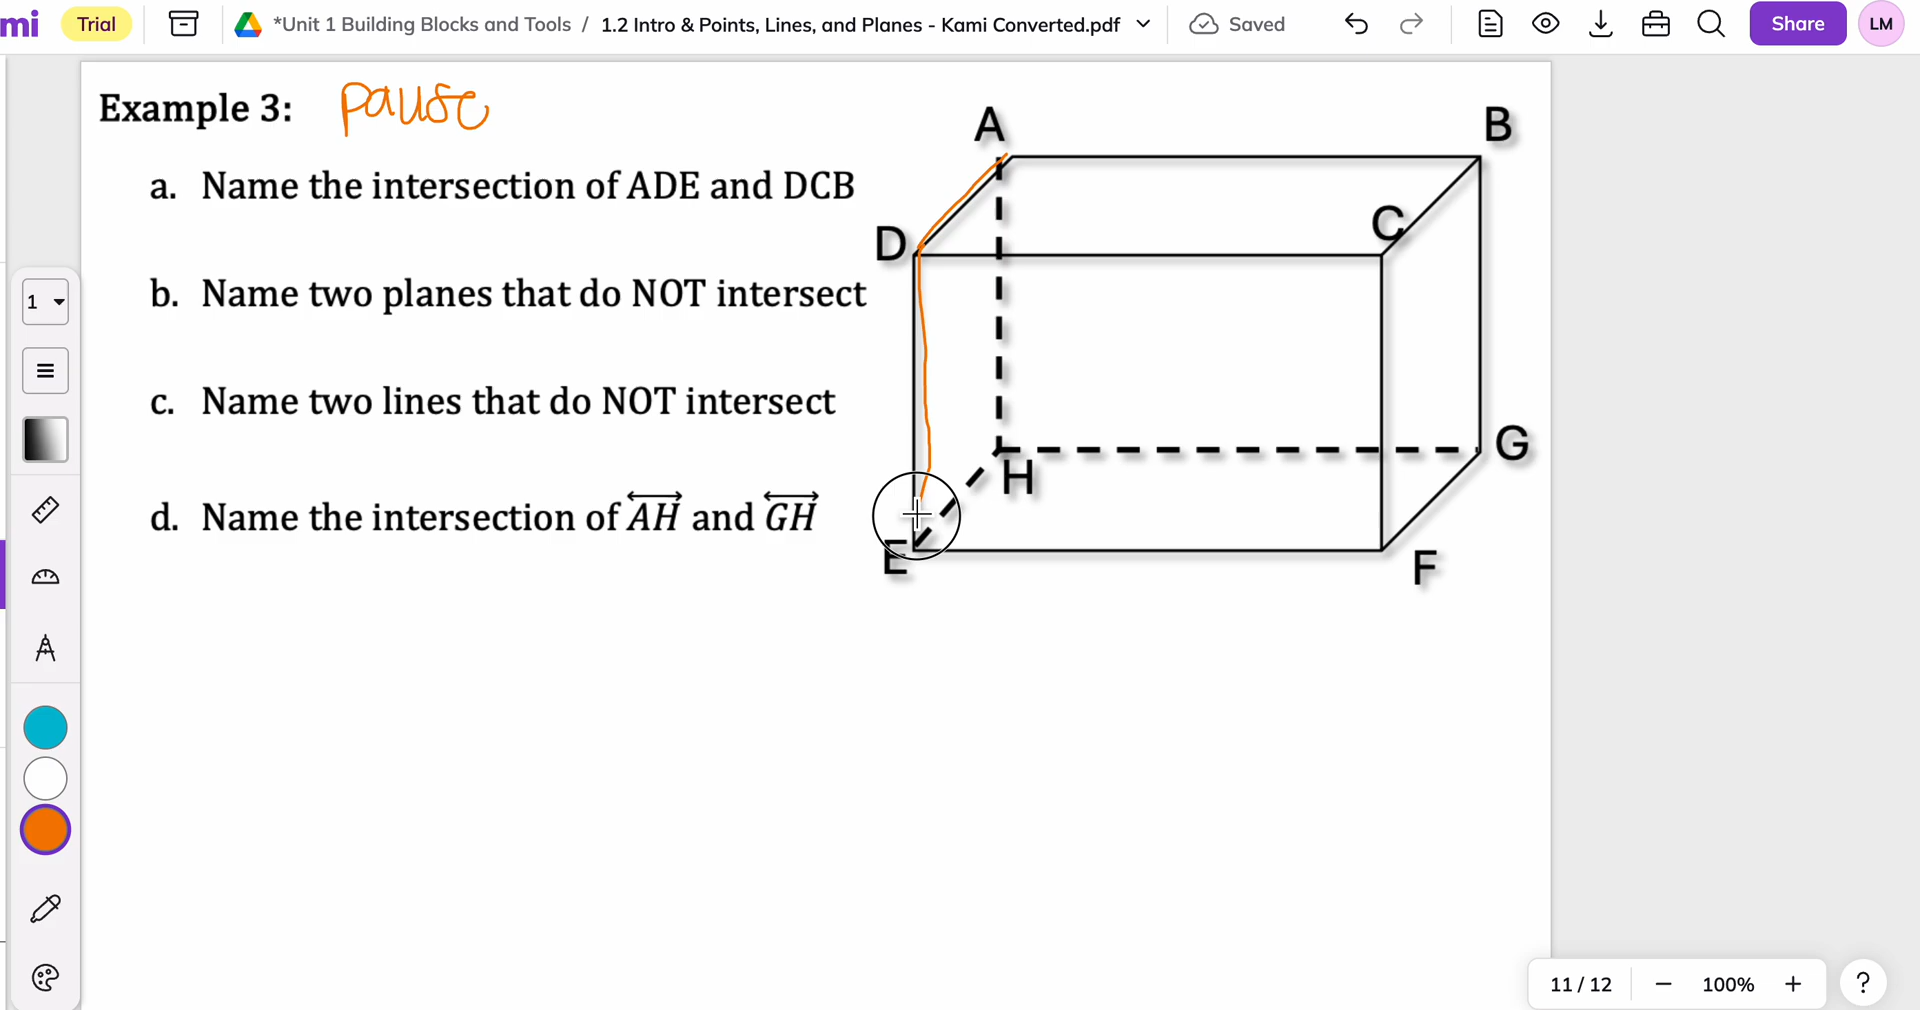 mi Trial *Unit 1 Building Blocks and Tools / 1.2 Intro & Points, Lines, and Planes - Kami Converted.pdf Saved Share LM
Example 3: pause
a. Name the intersection of ADE and DCB
b. Name two planes that do NOT intersect
c. Name two lines that do NOT intersect
d. Name the intersection of AH and GH
A
B
C
D
G
H
E
F
1
11 / 12 − 100% + ?